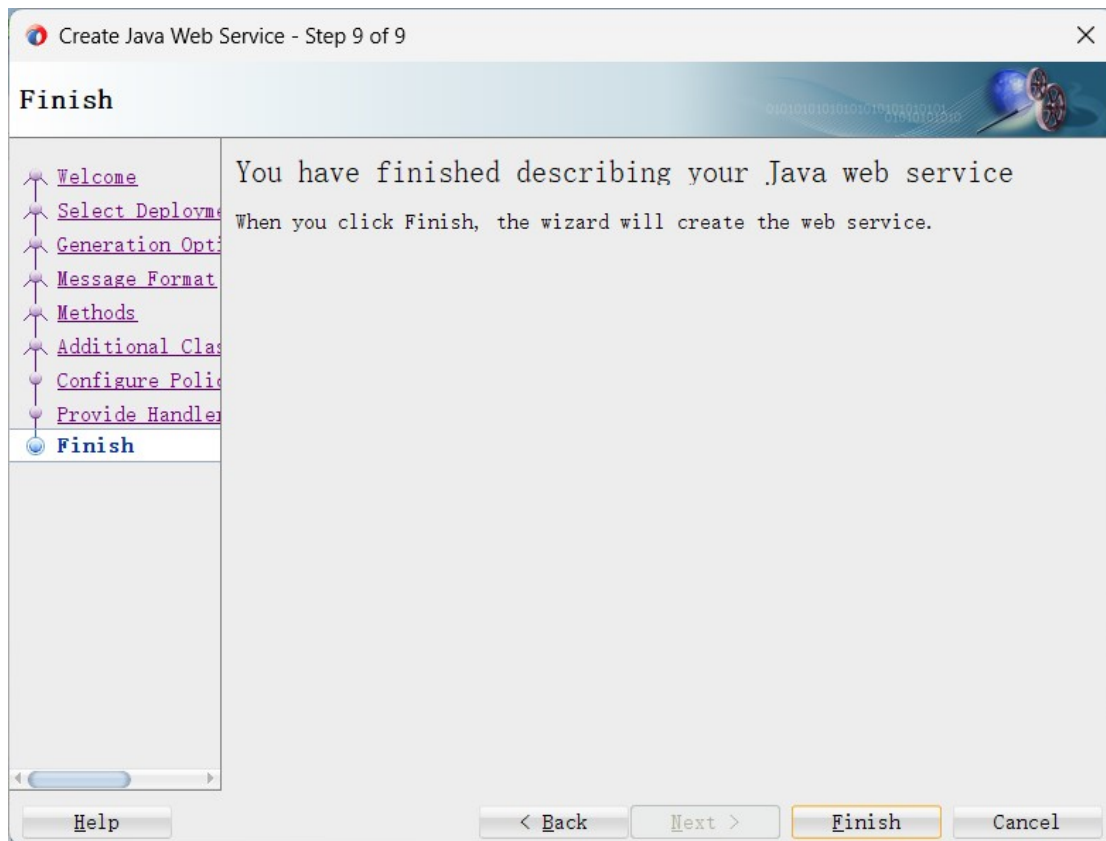 Create Java Web Service - Step 9 of 9
Finish
Welcome
Select Deployme
Generation Opti
Message Format
Methods
Additional Clas
Configure Polic
Provide Handler
Finish
You have finished describing your Java web service
When you click Finish, the wizard will create the web service.
Help
< Back
Next >
Finish
Cancel